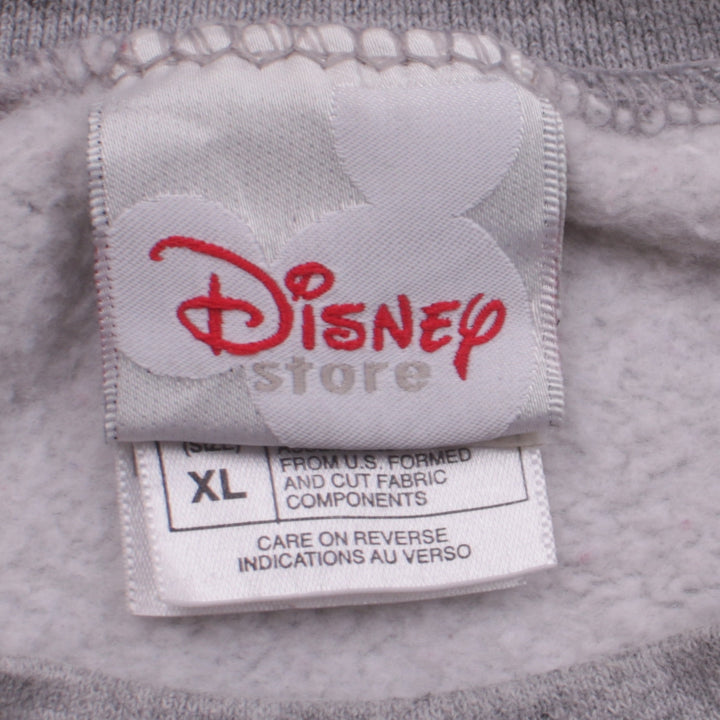 Disney
store
(SIZE)
XL
FROM U.S. FORMED
AND CUT FABRIC
COMPONENTS
CARE ON REVERSE
INDICATIONS AU VERSO